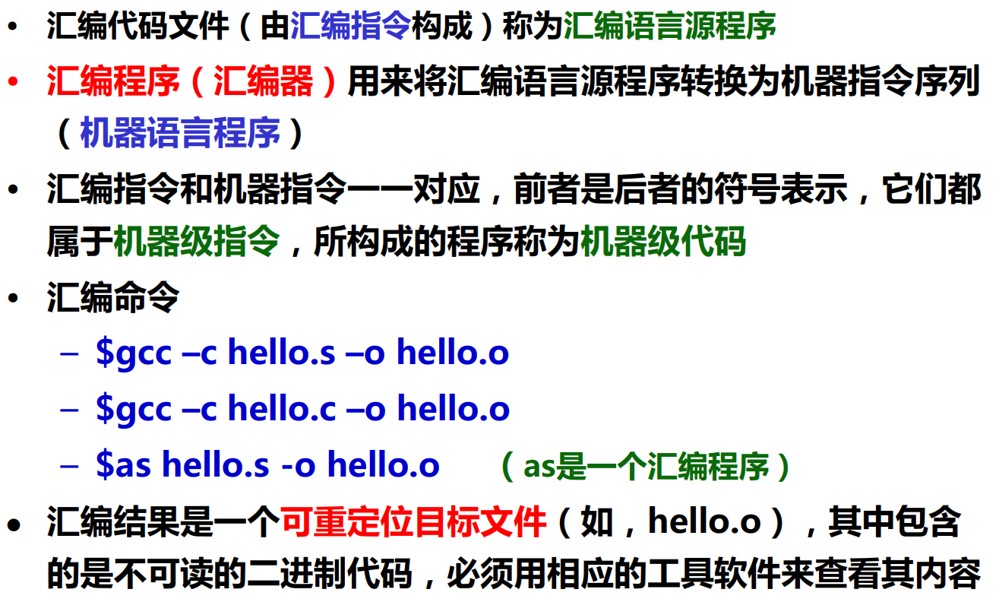 • 汇编代码文件（由汇编指令构成）称为汇编语言源程序
• 汇编程序（汇编器）用来将汇编语言源程序转换为机器指令序列
（机器语言程序）
• 汇编指令和机器指令一一对应，前者是后者的符号表示，它们都
属于机器级指令，所构成的程序称为机器级代码
• 汇编命令
– $gcc –c hello.s –o hello.o
– $gcc –c hello.c –o hello.o
– $as hello.s -o hello.o （as是一个汇编程序）
• 汇编结果是一个可重定位目标文件（如，hello.o），其中包含
的是不可读的二进制代码，必须用相应的工具软件来查看其内容